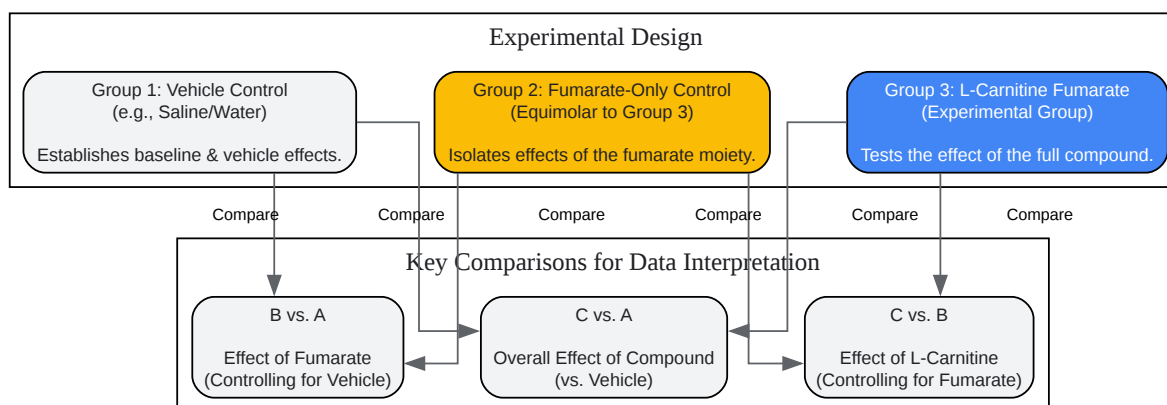 Experimental Design
Group 1: Vehicle Control
(e.g., Saline/Water)
Establishes baseline & vehicle effects.
Group 2: Fumarate-Only Control
(Equimolar to Group 3)
Isolates effects of the fumarate moiety.
Group 3: L-Carnitine Fumarate
(Experimental Group)
Tests the effect of the full compound.
Compare
Compare
Compare
Compare
Compare
Compare
Key Comparisons for Data Interpretation
B vs. A
Effect of Fumarate
(Controlling for Vehicle)
C vs. A
Overall Effect of Compound
(vs. Vehicle)
C vs. B
Effect of L-Carnitine
(Controlling for Fumarate)